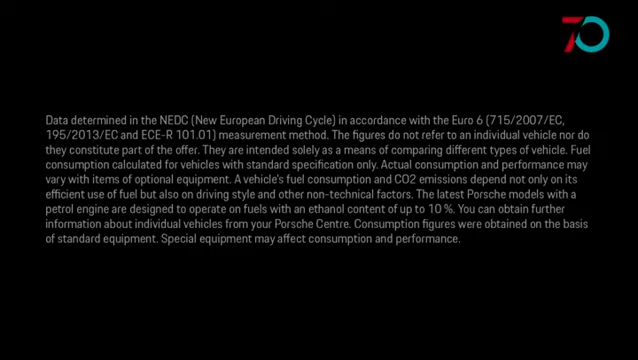 70
Data determined in the NEDC (New European Driving Cycle) in accordance with the Euro 6 (715/2007/EC,
195/2013/EC and ECE-R 101.01) measurement method. The figures do not refer to an individual vehicle nor do
they constitute part of the offer. They are intended solely as a means of comparing different types of vehicle. Fuel
consumption calculated for vehicles with standard specification only. Actual consumption and performance may
vary with items of optional equipment. A vehicle's fuel consumption and CO2 emissions depend not only on its
efficient use of fuel but also on driving style and other non-technical factors. The latest Porsche models with a
petrol engine are designed to operate on fuels with an ethanol content of up to 10 %. You can obtain further
information about individual vehicles from your Porsche Centre. Consumption figures were obtained on the basis
of standard equipment. Special equipment may affect consumption and performance.